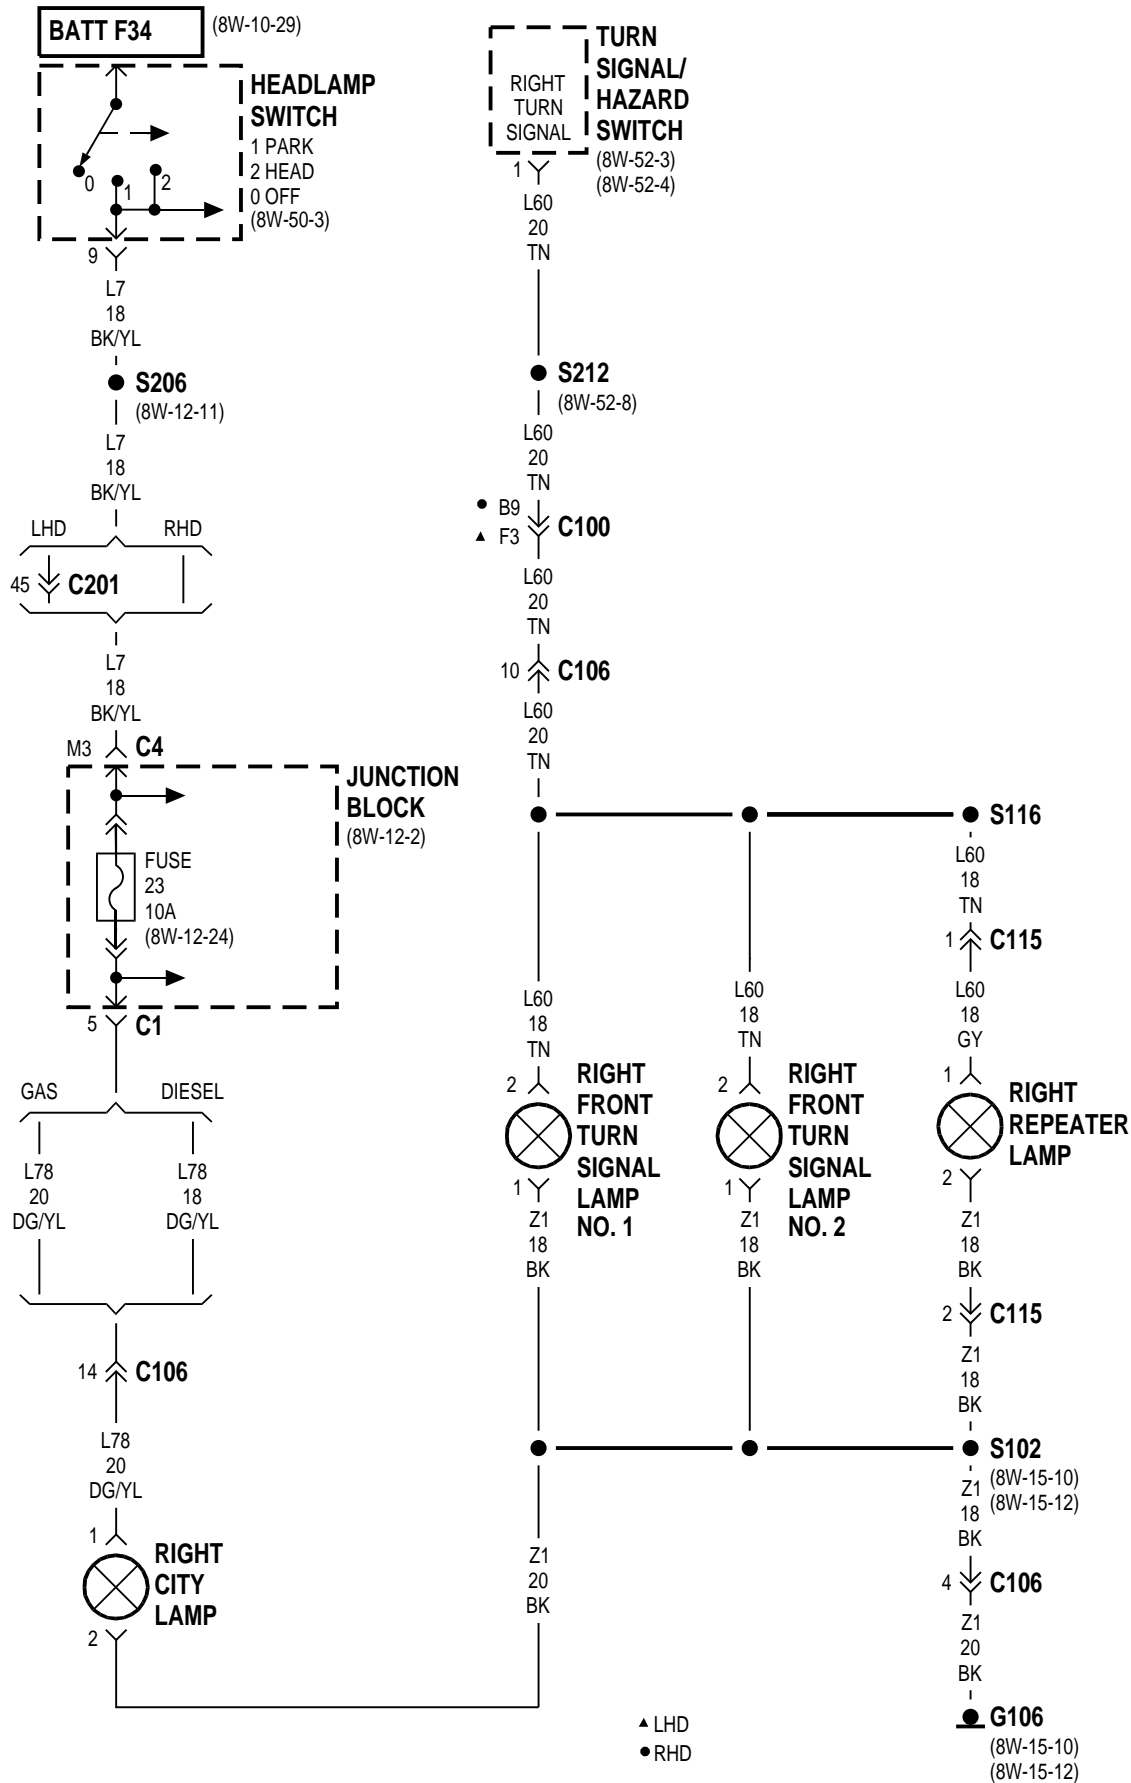 BATT F34
(8W-10-29)
HEADLAMP
SWITCH
1 PARK
2 HEAD
0 OFF
(8W-50-3)
0
1
2
9
L7
18
BK/YL
S206
(8W-12-11)
L7
18
BK/YL
LHD
RHD
45
C201
L7
18
BK/YL
M3
C4
JUNCTION
BLOCK
(8W-12-2)
FUSE
23
10A
(8W-12-24)
5
C1
GAS
DIESEL
L78
20
DG/YL
L78
18
DG/YL
14
C106
L78
20
DG/YL
1
RIGHT
CITY
LAMP
2
RIGHT
TURN
SIGNAL
TURN
SIGNAL/
HAZARD
SWITCH
(8W-52-3)
(8W-52-4)
1
L60
20
TN
S212
(8W-52-8)
L60
20
TN
● B9
▲ F3
C100
L60
20
TN
10
C106
L60
20
TN
S116
L60
18
TN
2
RIGHT
FRONT
TURN
SIGNAL
LAMP
NO. 1
1
Z1
18
BK
L60
18
TN
2
RIGHT
FRONT
TURN
SIGNAL
LAMP
NO. 2
1
Z1
18
BK
L60
18
TN
1
C115
L60
18
GY
1
RIGHT
REPEATER
LAMP
2
Z1
18
BK
2
C115
Z1
18
BK
S102
(8W-15-10)
(8W-15-12)
Z1
18
BK
4
C106
Z1
20
BK
G106
(8W-15-10)
(8W-15-12)
Z1
20
BK
▲ LHD
● RHD